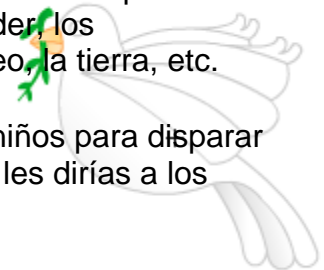 der, los
eo, la tierra, etc.
niños para disparar
les dirías a los